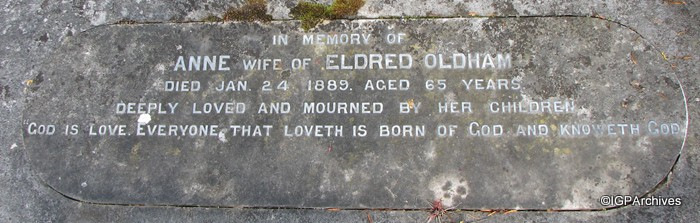 IN MEMORY OF
ANNE WIFE OF ELDRED OLDHAM
DIED JAN. 24. 1889. AGED 65 YEARS
DEEPLY LOVED AND MOURNED BY HER CHILDREN
GOD IS LOVE. EVERYONE THAT LOVETH IS BORN OF GOD AND KNOWETH GOD
©IGPArchives